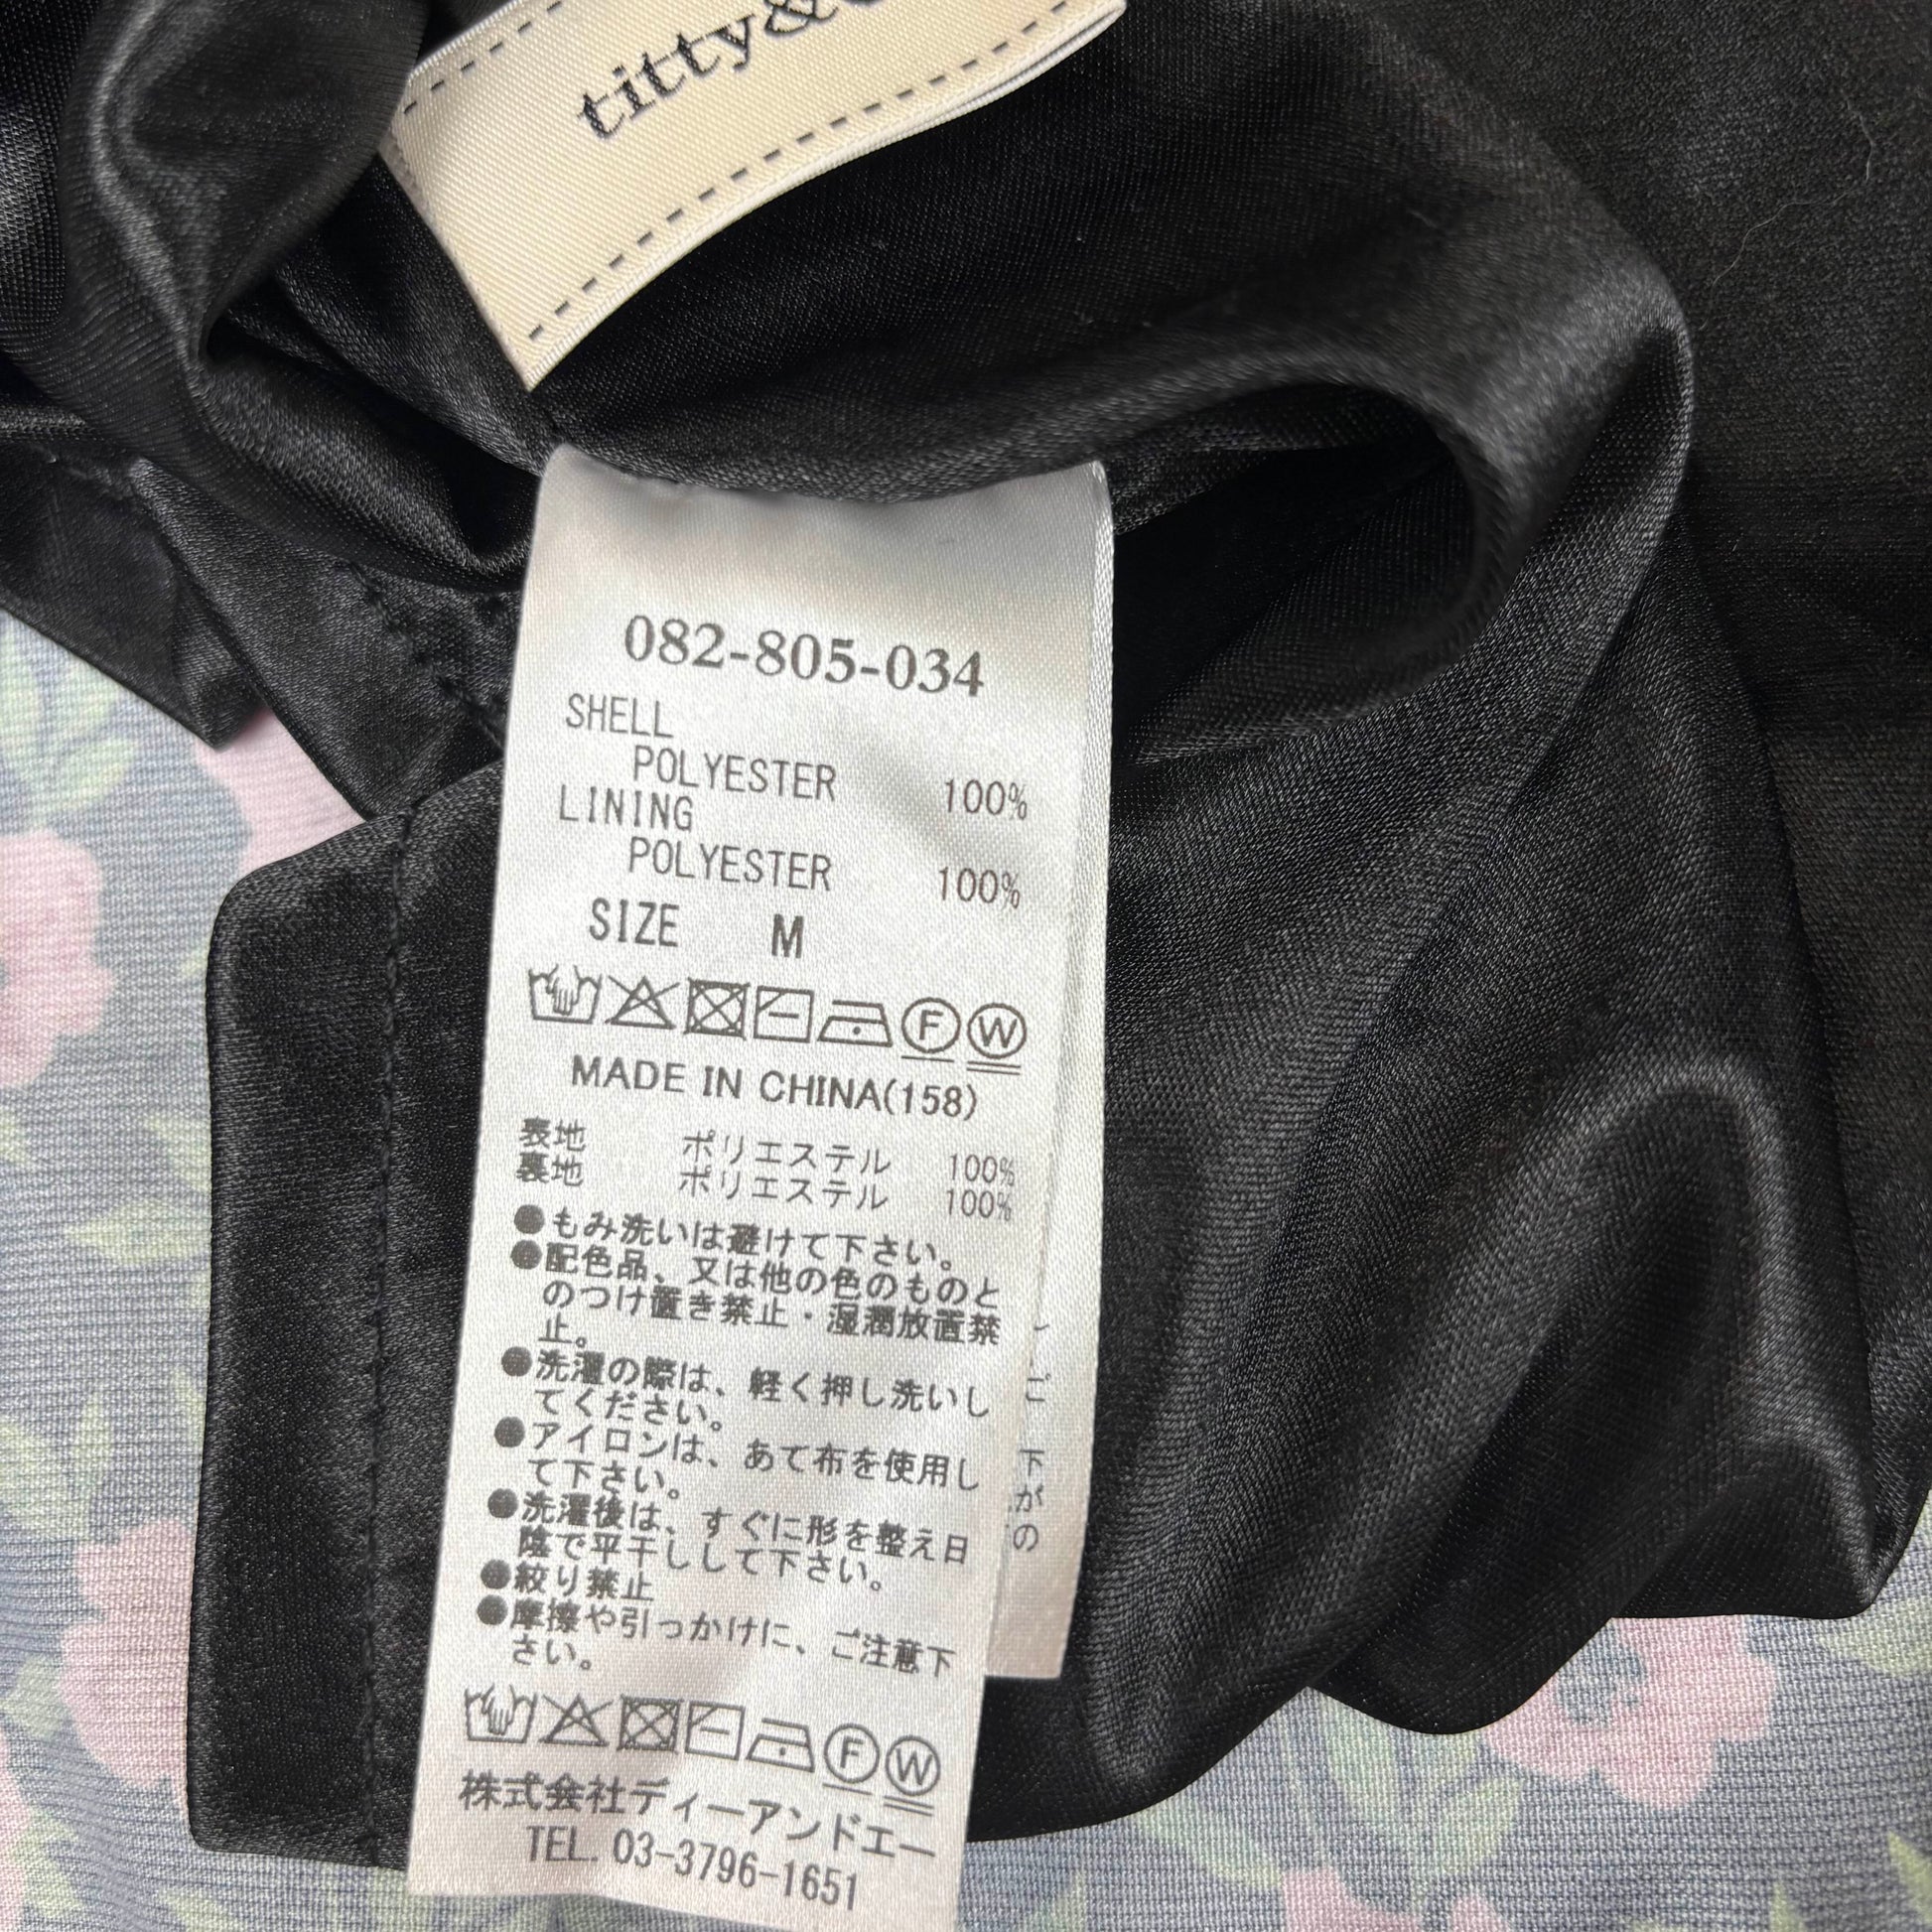 titty&
082-805-034
SHELL
POLYESTER 100%
LINING
POLYESTER 100%
SIZE M
F W
MADE IN CHINA(158)
表地 ポリエステル 100%
裏地 ポリエステル 100%
●もみ洗いは避けて下さい。
●配色品、又は他の色のものと
のつけ置き禁止・湿潤放置禁
止。
●洗濯の際は、軽く押し洗いし
てください。
●アイロンは、あて布を使用し
て下さい。
●洗濯後は、すぐに形を整え日
陰で平干しして下さい。
●絞り禁止
●摩擦や引っかけに、ご注意下
さい。
F W
株式会社ディーアンドエー
TEL. 03-3796-1651
ご
下
が
の